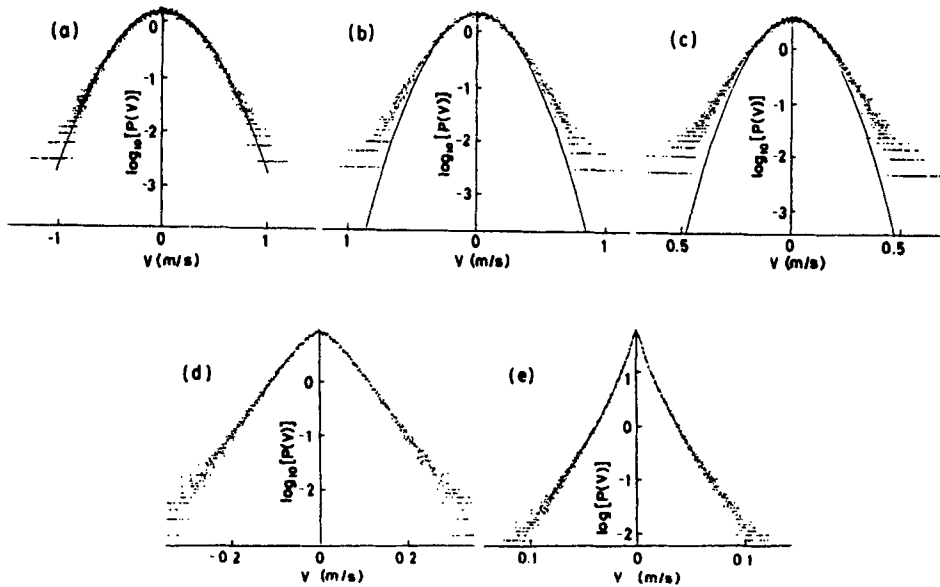 (a)
0
-1
-2
-3
log₁₀[P(V)]
-1
0
1
V (m/s)
(b)
0
-1
-2
-3
log₁₀[P(V)]
1
0
1
V (m/s)
(c)
0
-1
-2
-3
log₁₀[P(V)]
0.5
0
0.5
V (m/s)
(d)
0
-1
-2
log₁₀[P(V)]
-0.2
0
0.2
V (m/s)
(e)
1
0
-1
-2
log[P(V)]
0.1
0
0.1
V (m/s)